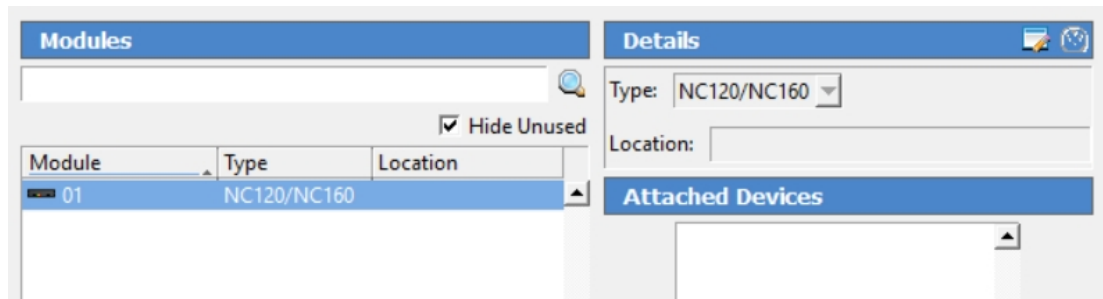 Modules
Hide Unused
Module Type Location
01 NC120/NC160
Details
Type: NC120/NC160
Location:
Attached Devices